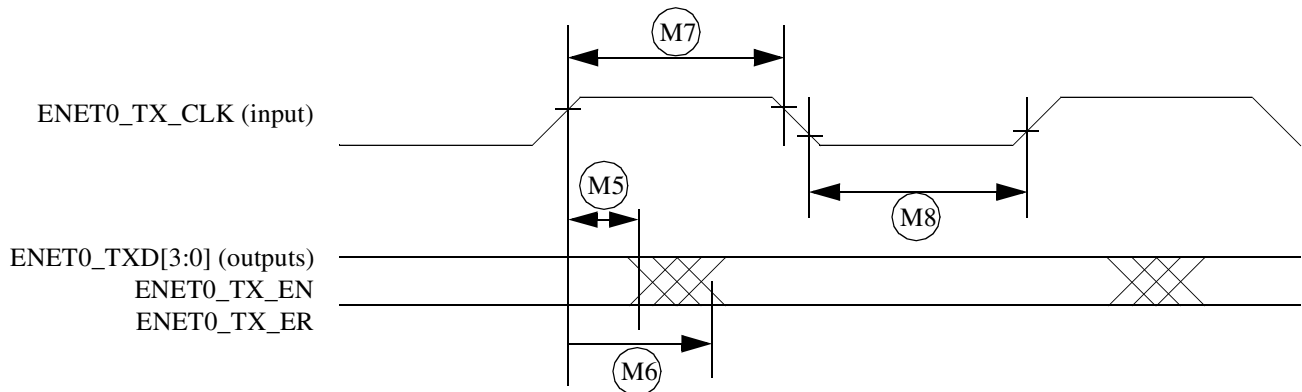 M7
ENET0_TX_CLK (input)
M5
M8
ENET0_TXD[3:0] (outputs)
ENET0_TX_EN
ENET0_TX_ER
M6